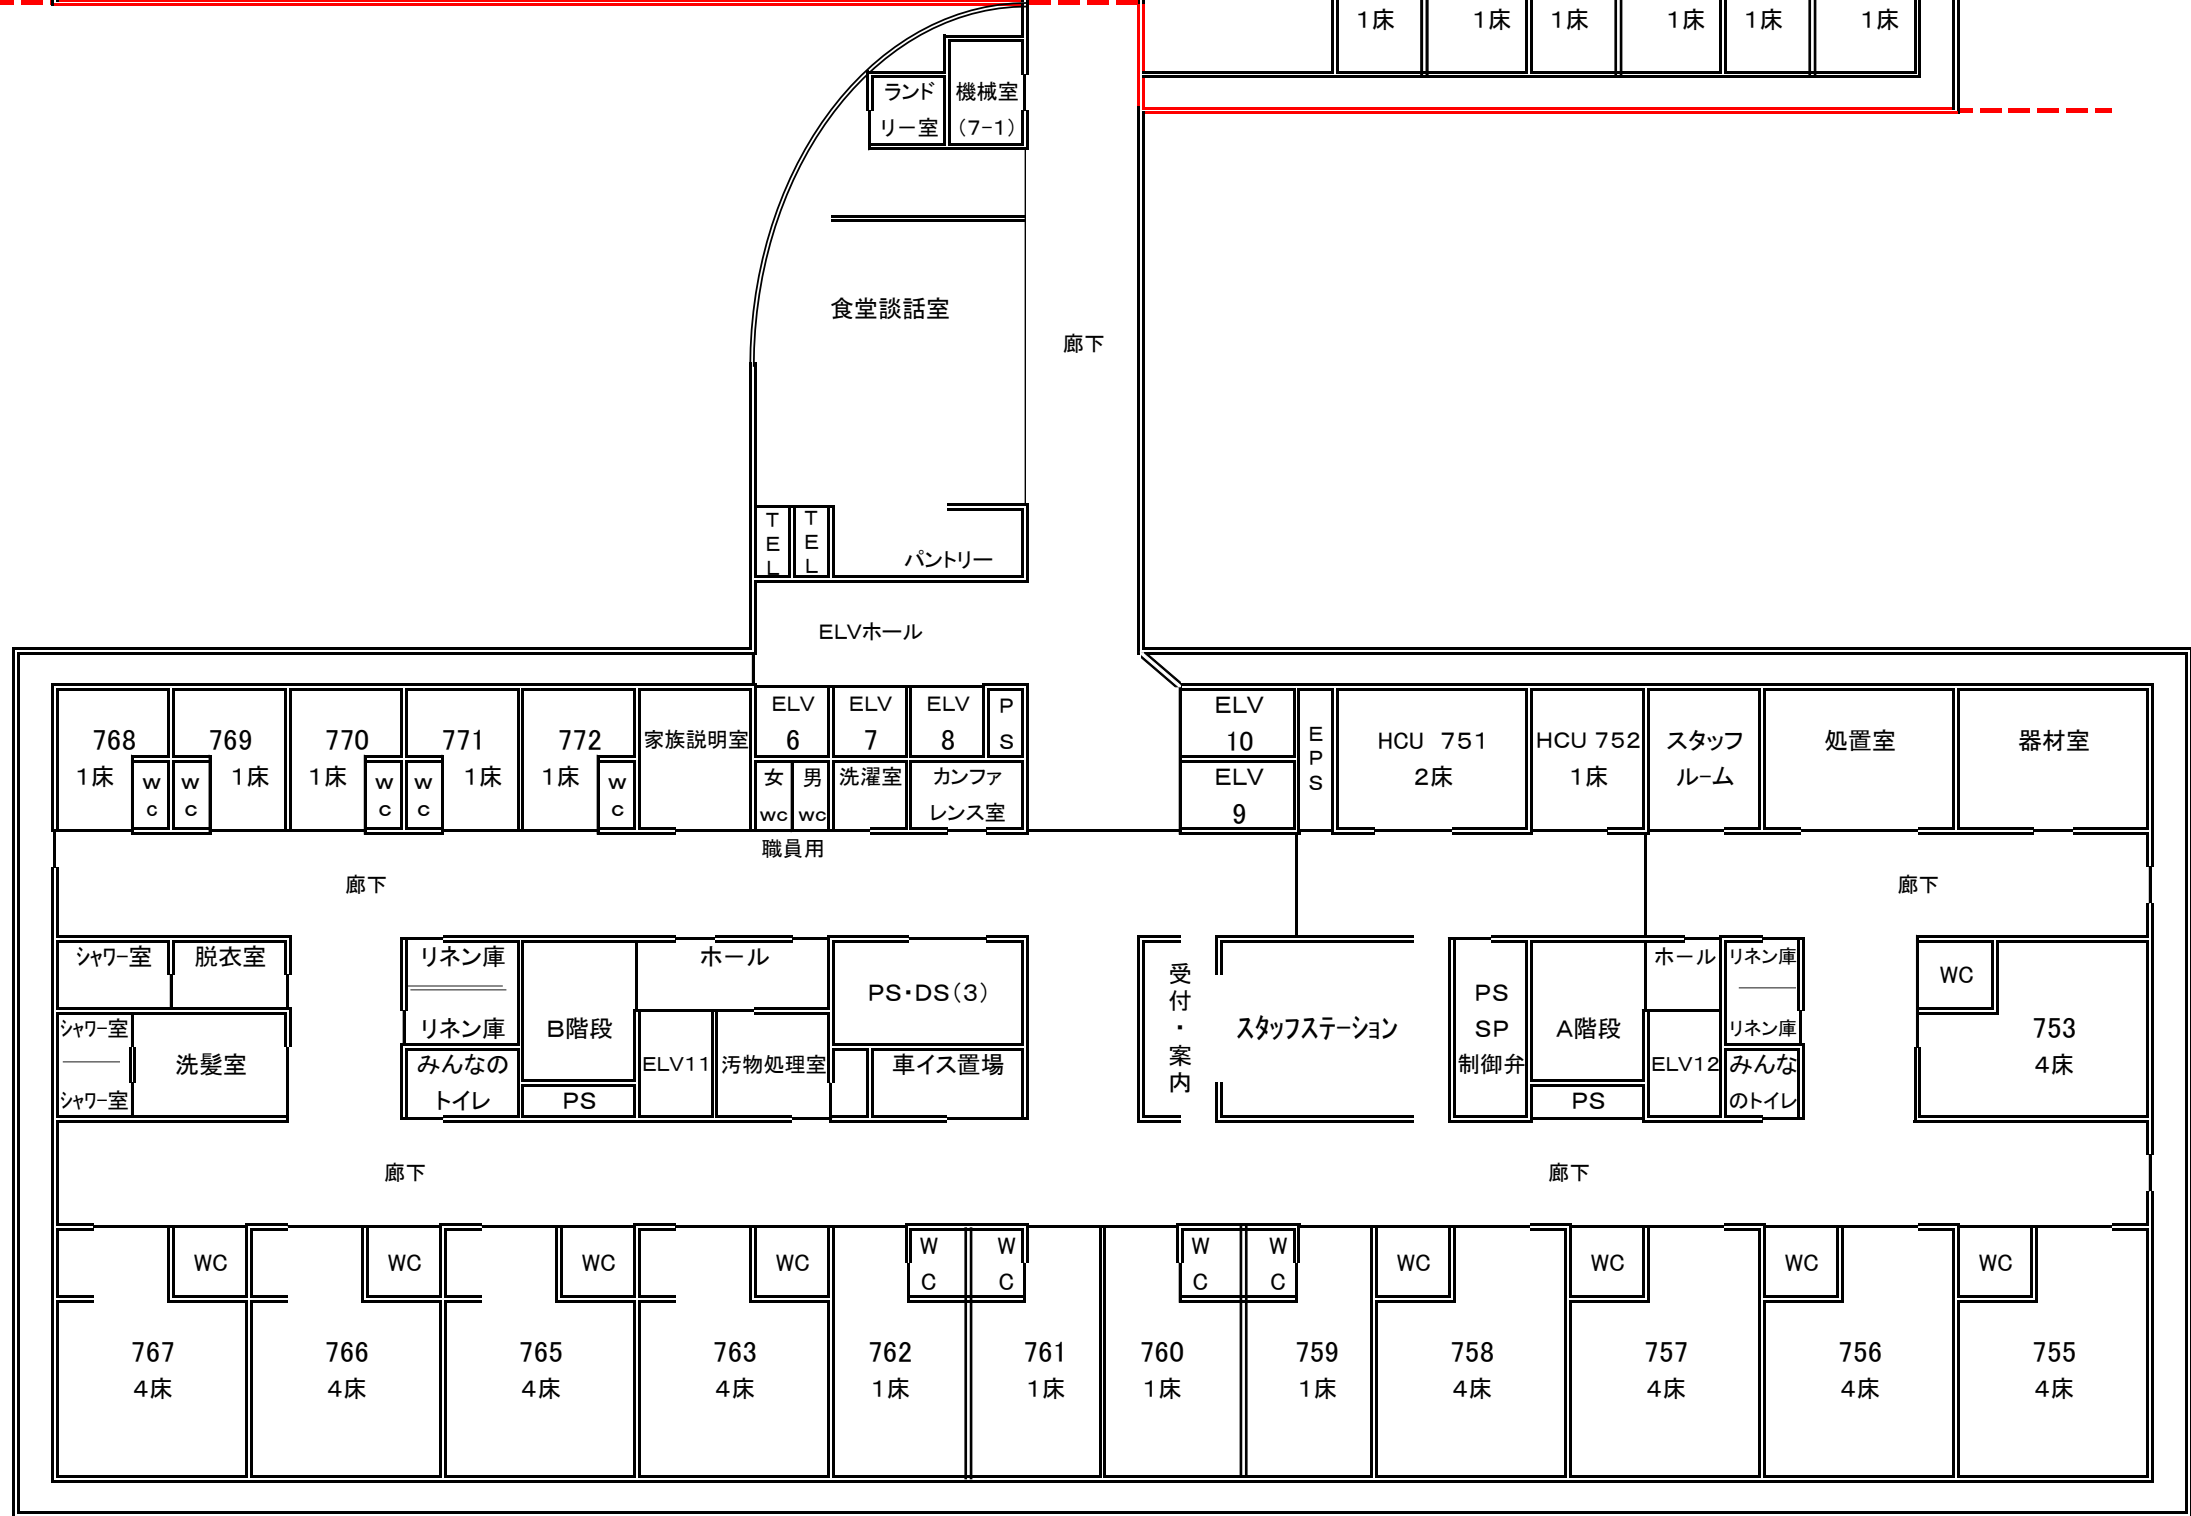 1床 1床 1床 1床 1床 1床
ランド
リー室
機械室
(7-1)
食堂談話室
廊下
TEL
TEL
パントリー
ELVホール
768
1床
wc
769
1床
wc
770
1床
wc
771
1床
wc
772
1床
wc
家族説明室
ELV
6
ELV
7
ELV
8
PS
女
wc
男
wc
洗濯室
カンファ
レンス室
職員用
ELV
10
ELV
9
EPS
HCU 751
2床
HCU 752
1床
スタッフ
ルーム
処置室
器材室
廊下
廊下
シャワー室
脱衣室
シャワー室
シャワー室
洗髪室
リネン庫
リネン庫
みんなの
トイレ
B階段
PS
ホール
ELV11
汚物処理室
PS・DS(3)
車イス置場
受付・案内
スタッフステーション
PS
SP
制御弁
A階段
PS
ホール
ELV12
リネン庫
リネン庫
みんな
のトイレ
WC
753
4床
廊下
廊下
WC
767
4床
WC
766
4床
WC
765
4床
WC
763
4床
WC
762
1床
WC
761
1床
WC
760
1床
WC
759
1床
WC
758
4床
WC
757
4床
WC
756
4床
WC
755
4床